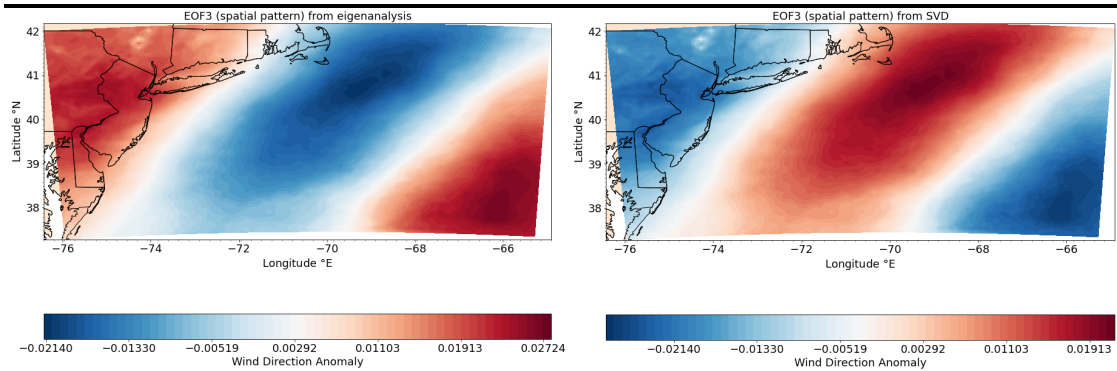 EOF3 (spatial pattern) from eigenanalysis
42
41
40
39
38
Latitude °N
−76 −74 −72 −70 −68 −66
Longitude °E
−0.02140 −0.01330 −0.00519 0.00292 0.01103 0.01913 0.02724
Wind Direction Anomaly
EOF3 (spatial pattern) from SVD
42
41
40
39
38
Latitude °N
−76 −74 −72 −70 −68 −66
Longitude °E
−0.02140 −0.01330 −0.00519 0.00292 0.01103 0.01913
Wind Direction Anomaly